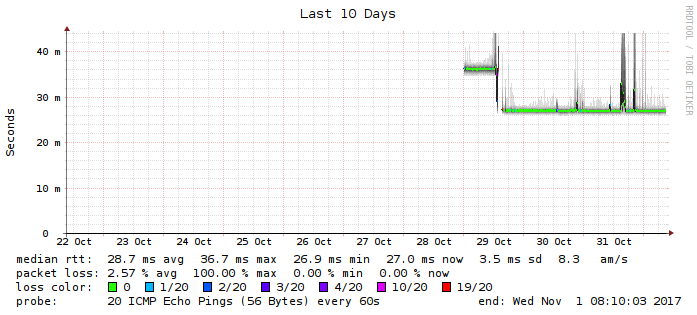 Last 10 Days
RRDTOOL / TOBI OETIKER
Seconds
40 m
30 m
20 m
10 m
0
22 Oct 23 Oct 24 Oct 25 Oct 26 Oct 27 Oct 28 Oct 29 Oct 30 Oct 31 Oct
median rtt: 28.7 ms avg 36.7 ms max 26.9 ms min 27.0 ms now 3.5 ms sd 8.3 am/s
packet loss: 2.57 % avg 100.00 % max 0.00 % min 0.00 % now
loss color: 0 1/20 2/20 3/20 4/20 10/20 19/20
probe: 20 ICMP Echo Pings (56 Bytes) every 60s end: Wed Nov 1 08:10:03 2017